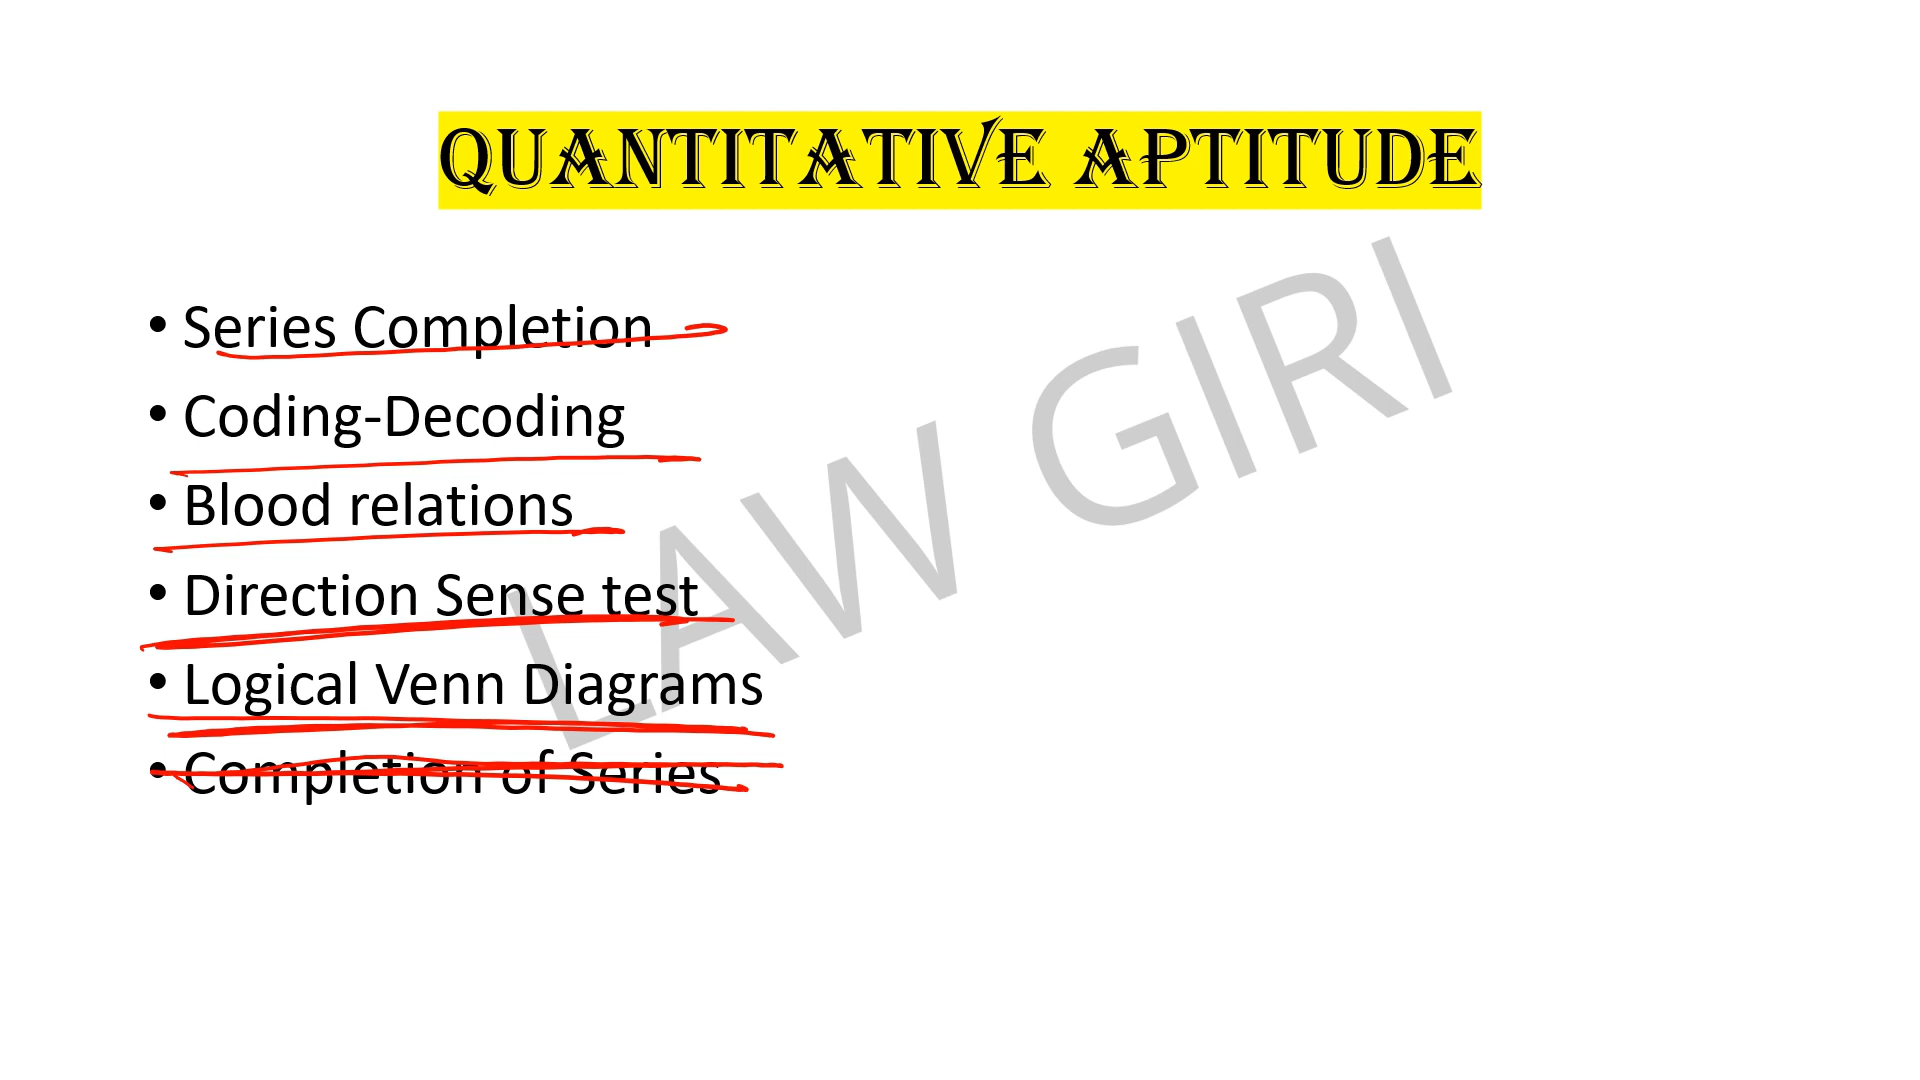 QUANTITATIVE APTITUDE
• Series Completion
• Coding-Decoding
• Blood relations
• Direction Sense test
• Logical Venn Diagrams
• Completion of Series
LAW GIRI